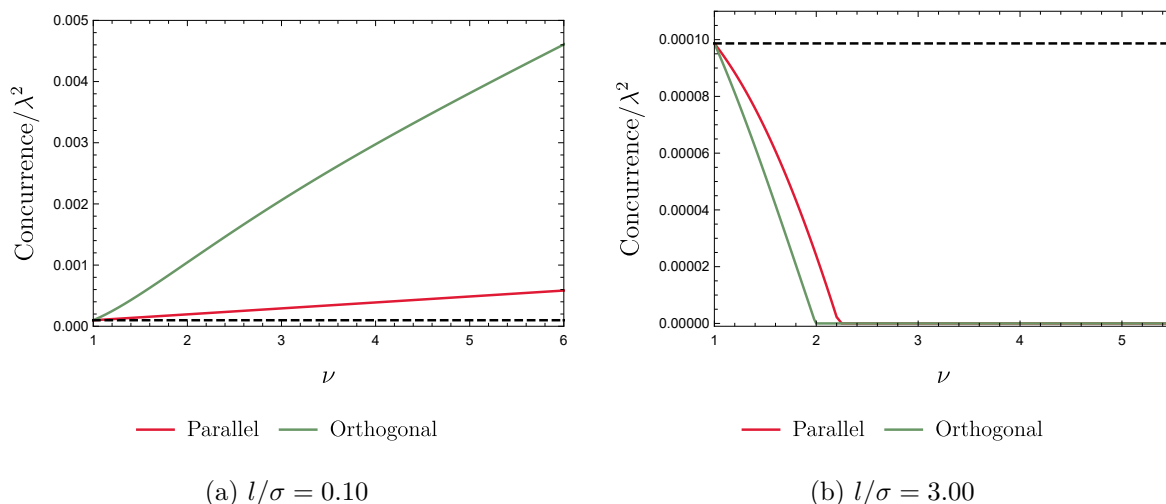 Concurrence/λ²
0.005
0.004
0.003
0.002
0.001
0.000
1 2 3 4 5 6
ν
Parallel Orthogonal
(a) l/σ = 0.10
Concurrence/λ²
0.00010
0.00008
0.00006
0.00004
0.00002
0.00000
1 2 3 4 5
ν
Parallel Orthogonal
(b) l/σ = 3.00